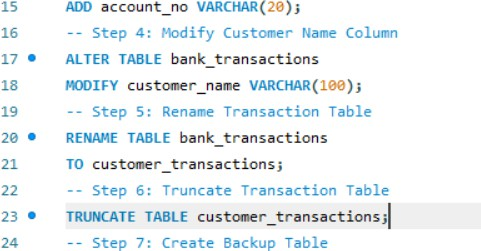 15 ADD account_no VARCHAR(20);
16 -- Step 4: Modify Customer Name Column
17 ALTER TABLE bank_transactions
18 MODIFY customer_name VARCHAR(100);
19 -- Step 5: Rename Transaction Table
20 RENAME TABLE bank_transactions
21 TO customer_transactions;
22 -- Step 6: Truncate Transaction Table
23 TRUNCATE TABLE customer_transactions;
24 -- Step 7: Create Backup Table